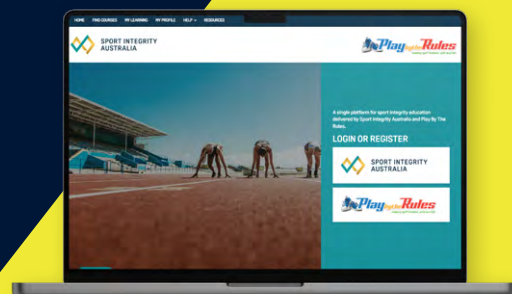 HOME FIND COURSES MY LEARNING MY PROFILE HELP RESOURCES
SPORT INTEGRITY
AUSTRALIA
Play by the Rules
A single platform for sport integrity education
delivered by Sport Integrity Australia and Play By The
Rules.
LOGIN OR REGISTER
SPORT INTEGRITY
AUSTRALIA
Play by the Rules